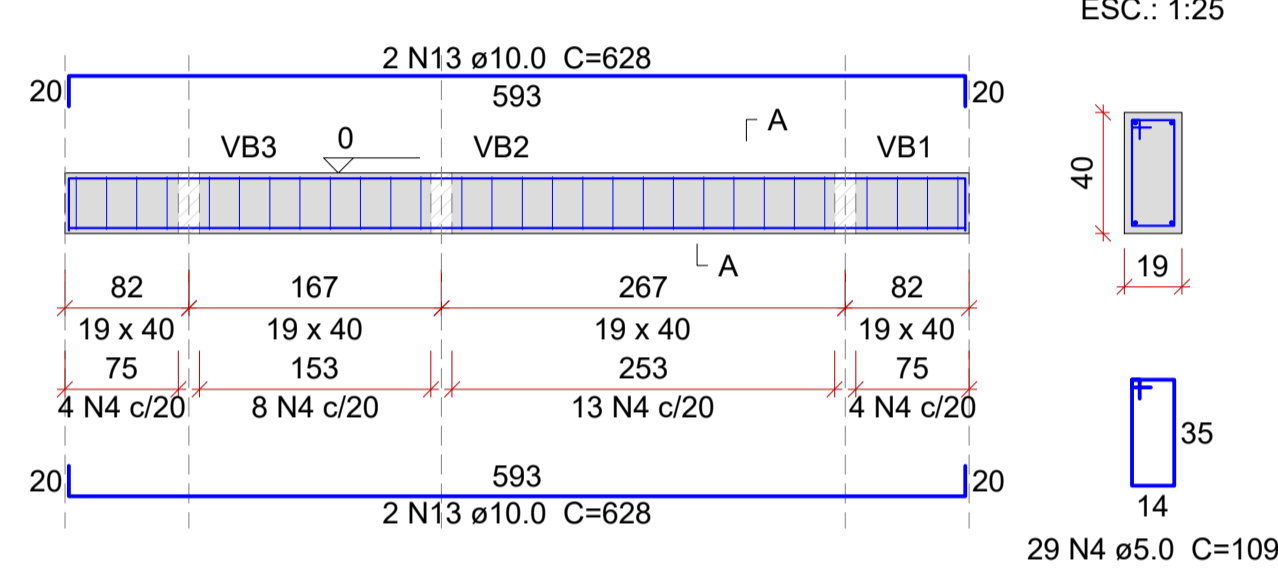 ESC.: 1:25
2 N13 ø10.0 C=628
20 593 20
A
VB3 0 VB2 VB1
40
A
19
82 167 267 82
19 x 40 19 x 40 19 x 40 19 x 40
75 153 253 75
4 N4 c/20 8 N4 c/20 13 N4 c/20 4 N4 c/20
35
20 593 20
2 N13 ø10.0 C=628
14
29 N4 ø5.0 C=109